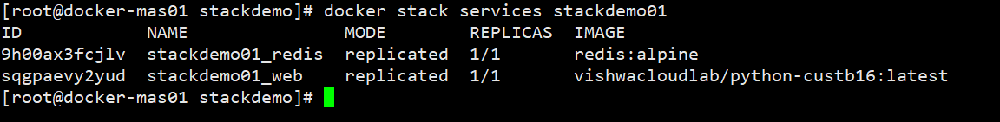 [root@docker-mas01 stackdemo]# docker stack services stackdemo01
ID             NAME                MODE         REPLICAS   IMAGE
9h00ax3fcjlv   stackdemo01_redis   replicated   1/1        redis:alpine
sqgpaevy2yud   stackdemo01_web     replicated   1/1        vishwacloudlab/python-custb16:latest
[root@docker-mas01 stackdemo]#